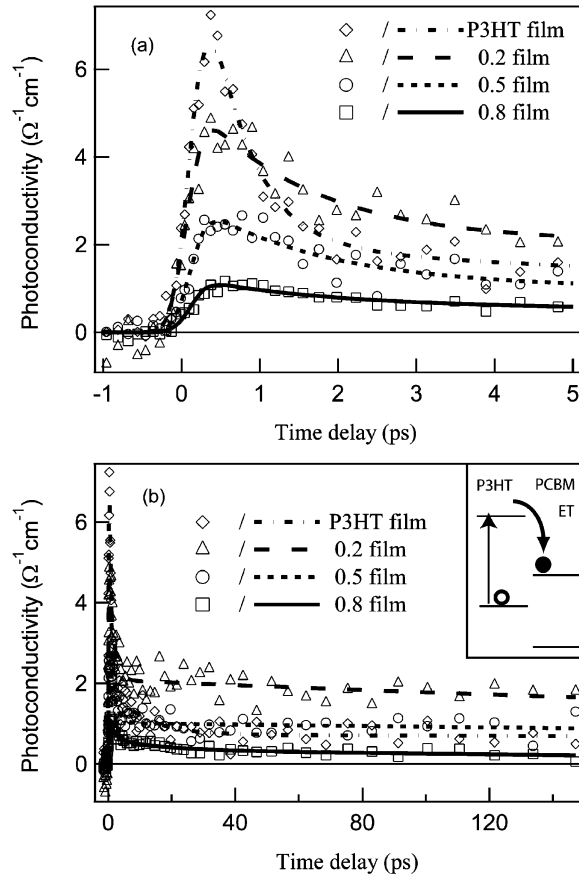 (a)
/ P3HT film
/ 0.2 film
/ 0.5 film
/ 0.8 film
Photoconductivity (Ω⁻¹cm⁻¹)
6
4
2
0
-1 0 1 2 3 4 5
Time delay (ps)
(b)
/ P3HT film
/ 0.2 film
/ 0.5 film
/ 0.8 film
P3HT PCBM
ET
Photoconductivity (Ω⁻¹cm⁻¹)
6
4
2
0
0 40 80 120
Time delay (ps)